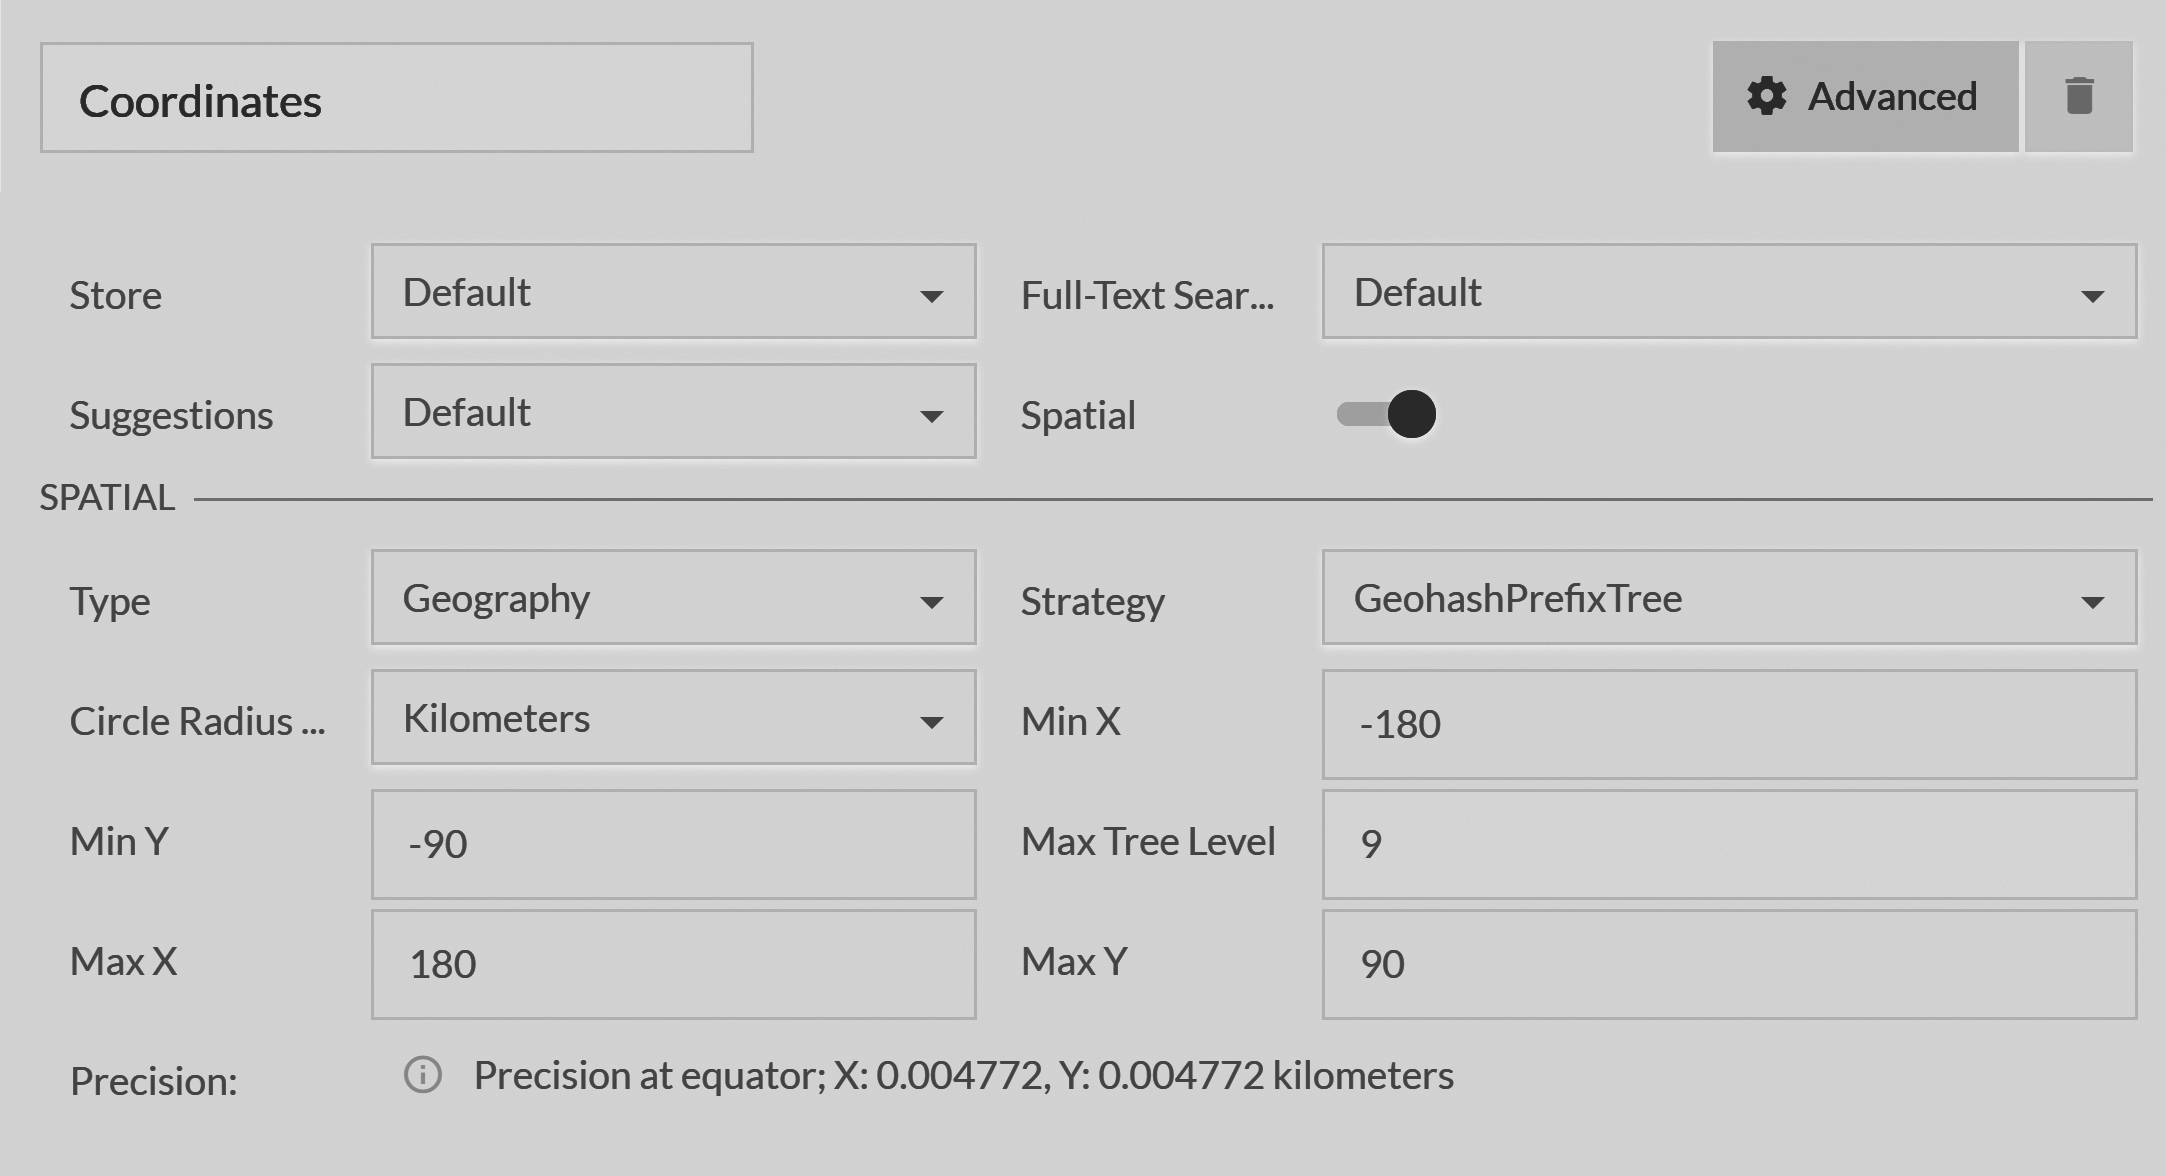 Coordinates
Advanced
Store
Default
Full-Text Sear...
Default
Suggestions
Default
Spatial
SPATIAL
Type
Geography
Strategy
GeohashPrefixTree
Circle Radius ...
Kilometers
Min X
-180
Min Y
-90
Max Tree Level
9
Max X
180
Max Y
90
Precision:
Precision at equator; X: 0.004772, Y: 0.004772 kilometers